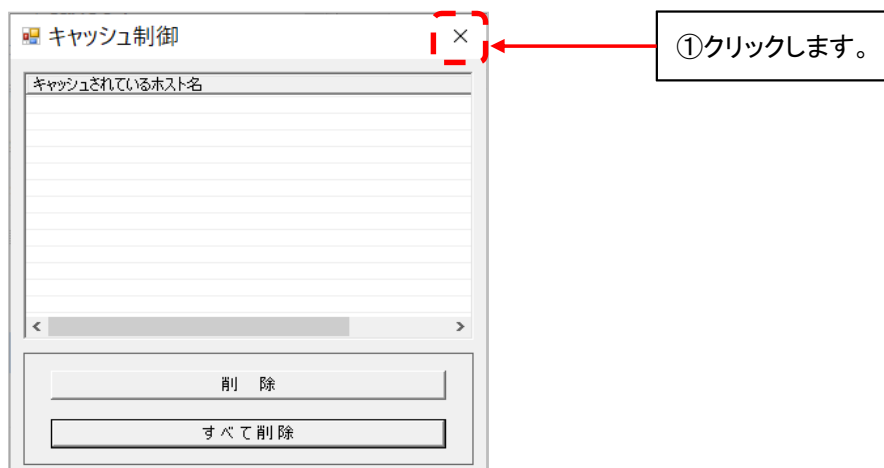 キャッシュ制御
①クリックします。
キャッシュされているホスト名
削 除
すべて削除